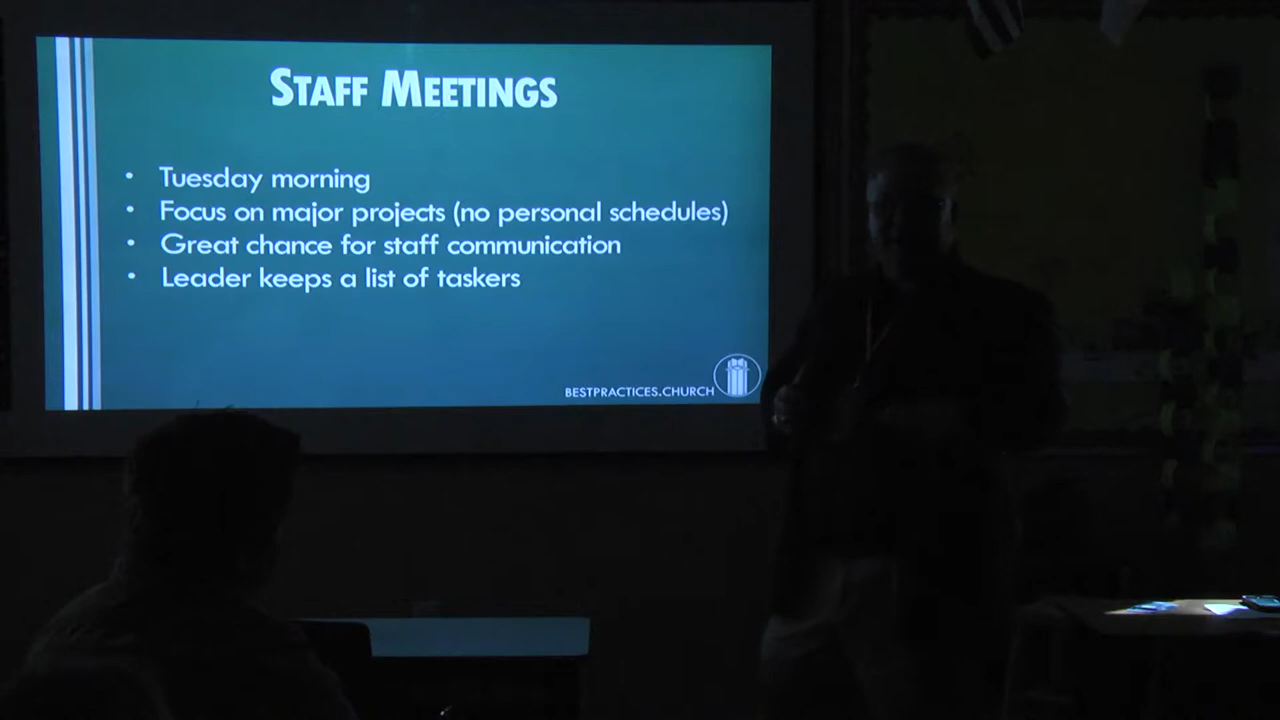 STAFF MEETINGS
• Tuesday morning
• Focus on major projects (no personal schedules)
• Great chance for staff communication
• Leader keeps a list of taskers
BESTPRACTICES.CHURCH